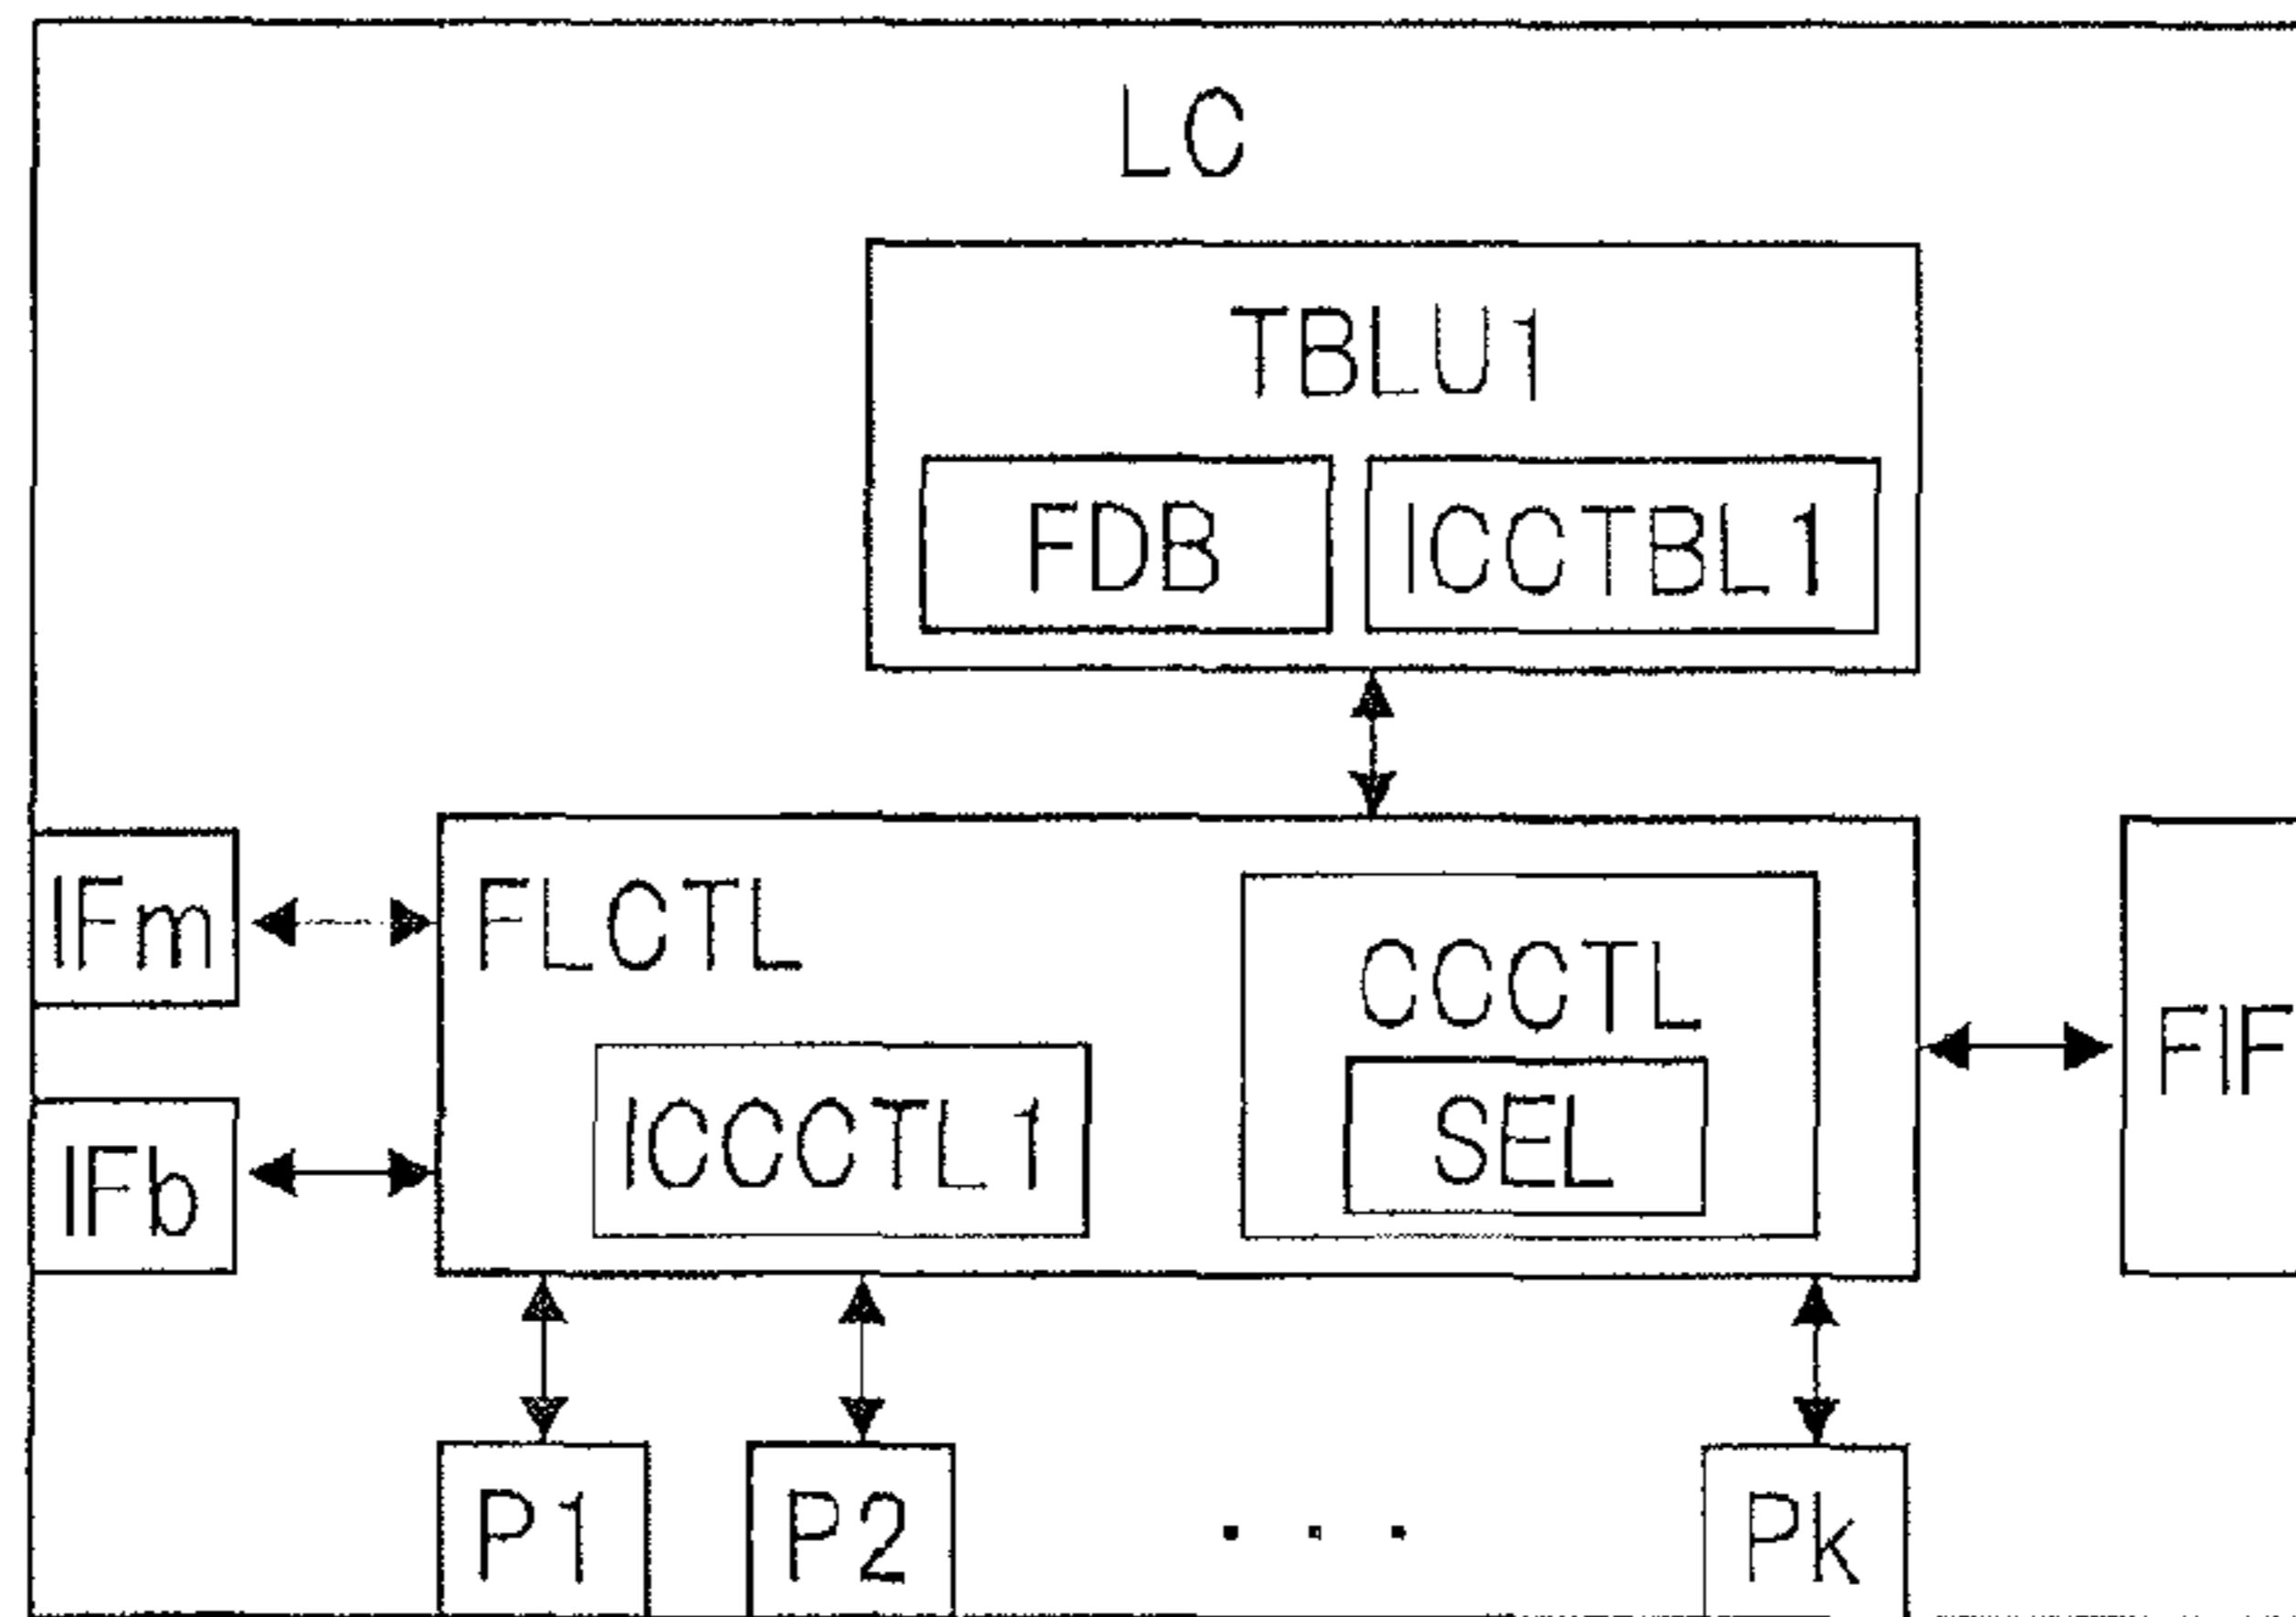 LC
TBLU1
FDB ICCTBL1
IFm FLCTL CCCTL FIF
IFb ICCCTL1 SEL
P1 P2 ... Pk